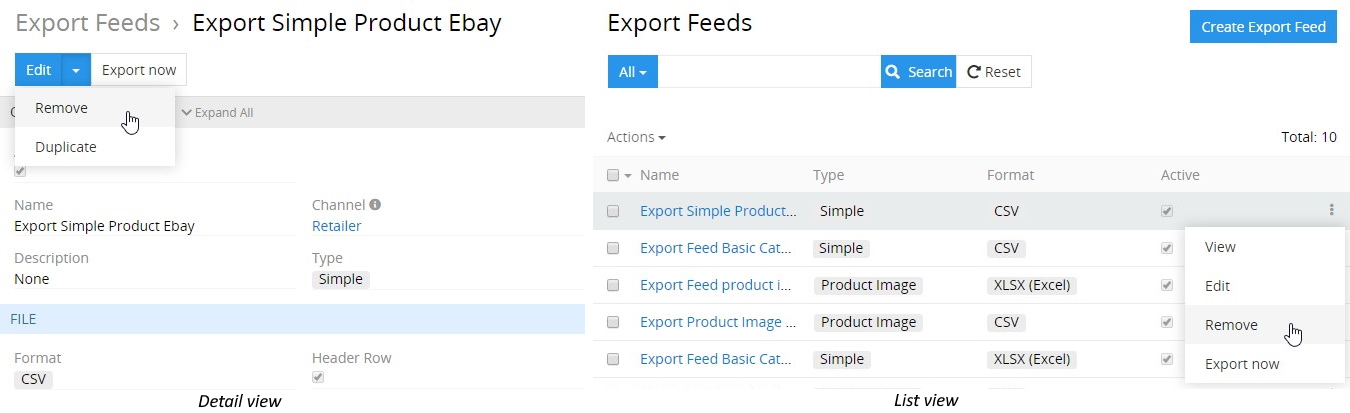 Export Feeds › Export Simple Product Ebay
Edit Export now
Remove
Expand All
Duplicate
Name Channel
Export Simple Product Ebay Retailer
Description Type
None Simple
FILE
Format Header Row
CSV
Detail view
Export Feeds
Create Export Feed
All Search Reset
Actions Total: 10
Name Type Format Active
Export Simple Product... Simple CSV
Export Feed Basic Cat... Simple CSV
Export Feed product i... Product Image XLSX (Excel)
Export Product Image ... Product Image CSV
Export Feed Basic Cat... Simple XLSX (Excel)
View
Edit
Remove
Export now
List view